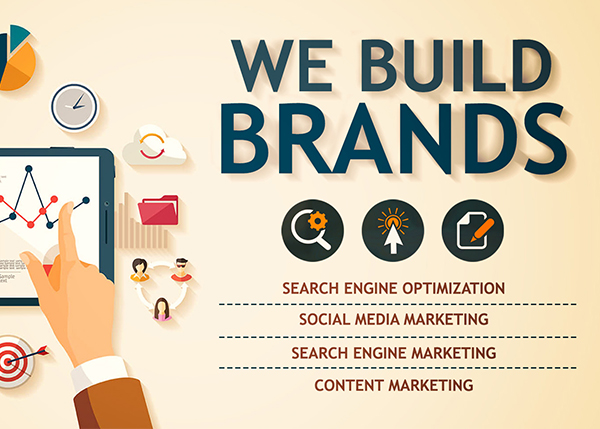 WE BUILD
BRANDS
SEARCH ENGINE OPTIMIZATION
SOCIAL MEDIA MARKETING
SEARCH ENGINE MARKETING
CONTENT MARKETING